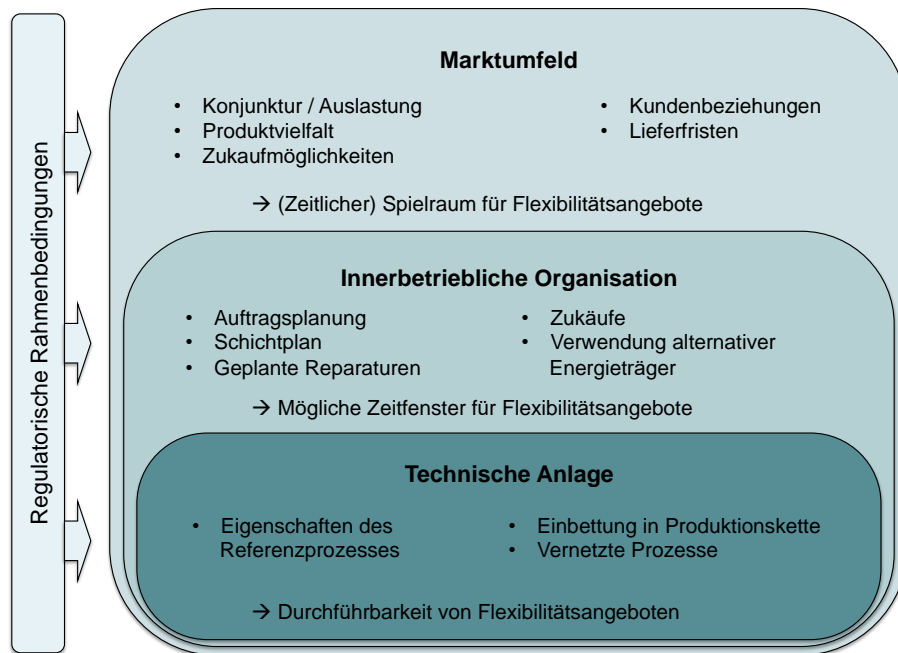 Regulatorische Rahmenbedingungen
Marktumfeld
• Konjunktur / Auslastung
• Produktvielfalt
• Zukaufmöglichkeiten
• Kundenbeziehungen
• Lieferfristen
→ (Zeitlicher) Spielraum für Flexibilitätsangebote
Innerbetriebliche Organisation
• Auftragsplanung
• Schichtplan
• Geplante Reparaturen
• Zukäufe
• Verwendung alternativer
Energieträger
→ Mögliche Zeitfenster für Flexibilitätsangebote
Technische Anlage
• Eigenschaften des
Referenzprozesses
• Einbettung in Produktionskette
• Vernetzte Prozesse
→ Durchführbarkeit von Flexibilitätsangeboten